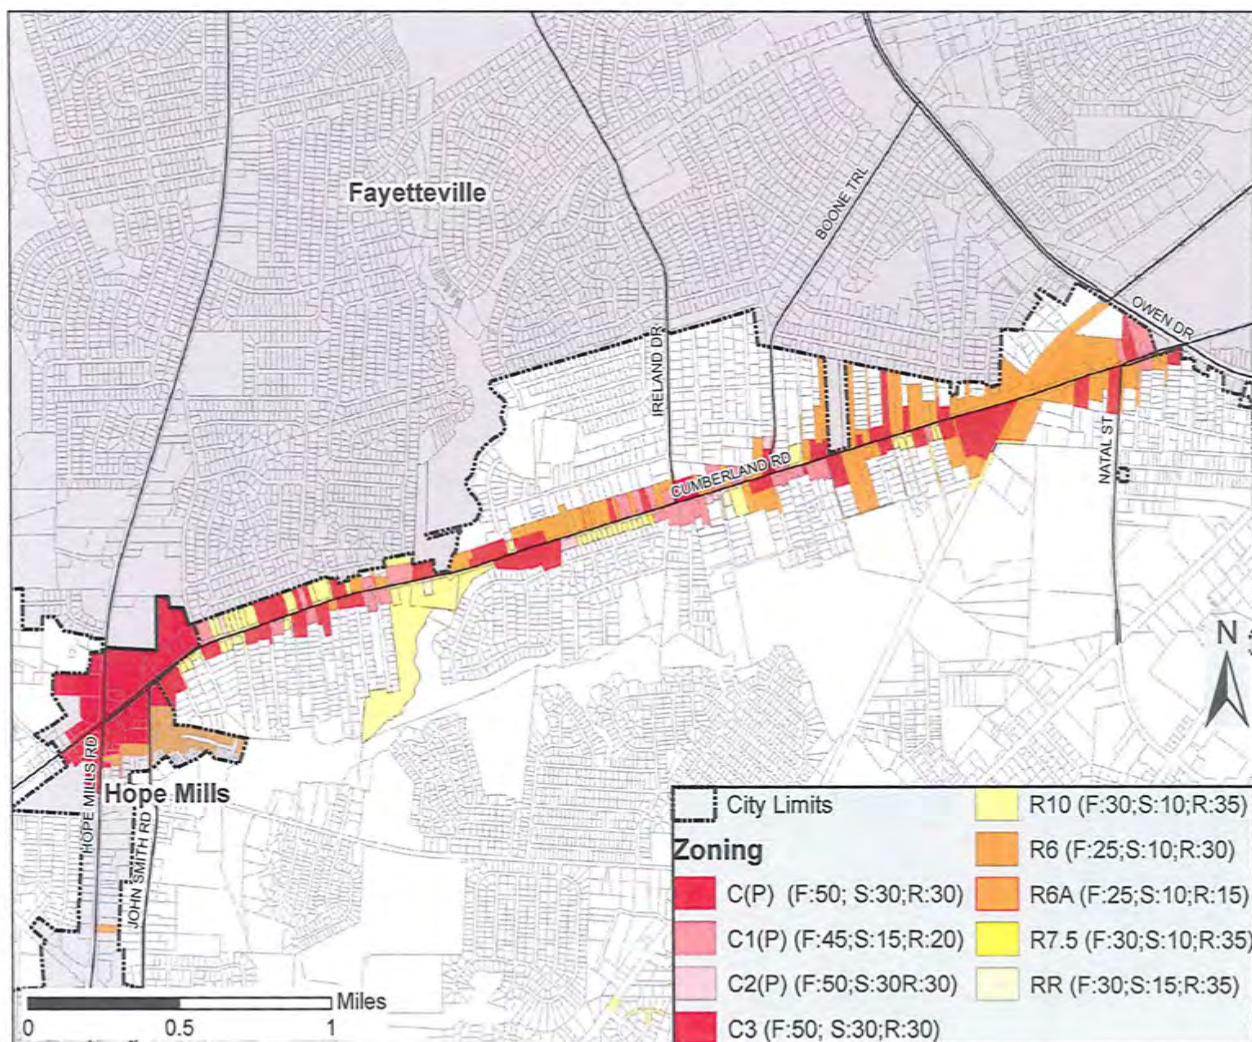 Fayetteville
BOONE TRL
OWEN DR
IRELAND DR
CUMBERLAND RD
NATAL ST
N
HOPE MILLS RD
Hope Mills
JOHN SMITH RD
City Limits
Zoning
C(P) (F:50; S:30;R:30)
C1(P) (F:45;S:15;R:20)
C2(P) (F:50;S:30R:30)
C3 (F:50; S:30;R:30)
R10 (F:30;S:10;R:35)
R6 (F:25;S:10;R:30)
R6A (F:25;S:10;R:15)
R7.5 (F:30;S:10;R:35)
RR (F:30;S:15;R:35)
Miles
0 0.5 1